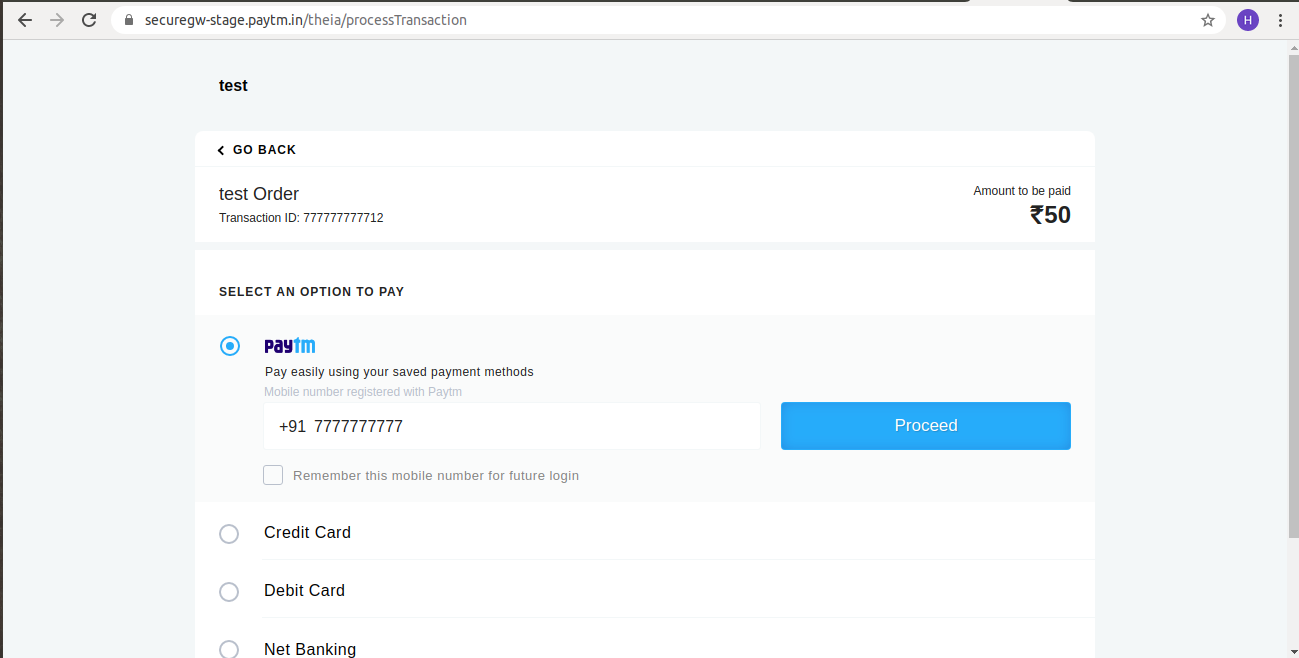 securegw-stage.paytm.in/theia/processTransaction
H
test
GO BACK
test Order
Transaction ID: 777777777712
Amount to be paid
₹50
SELECT AN OPTION TO PAY
paytm
Pay easily using your saved payment methods
Mobile number registered with Paytm
+91 7777777777
Proceed
Remember this mobile number for future login
Credit Card
Debit Card
Net Banking